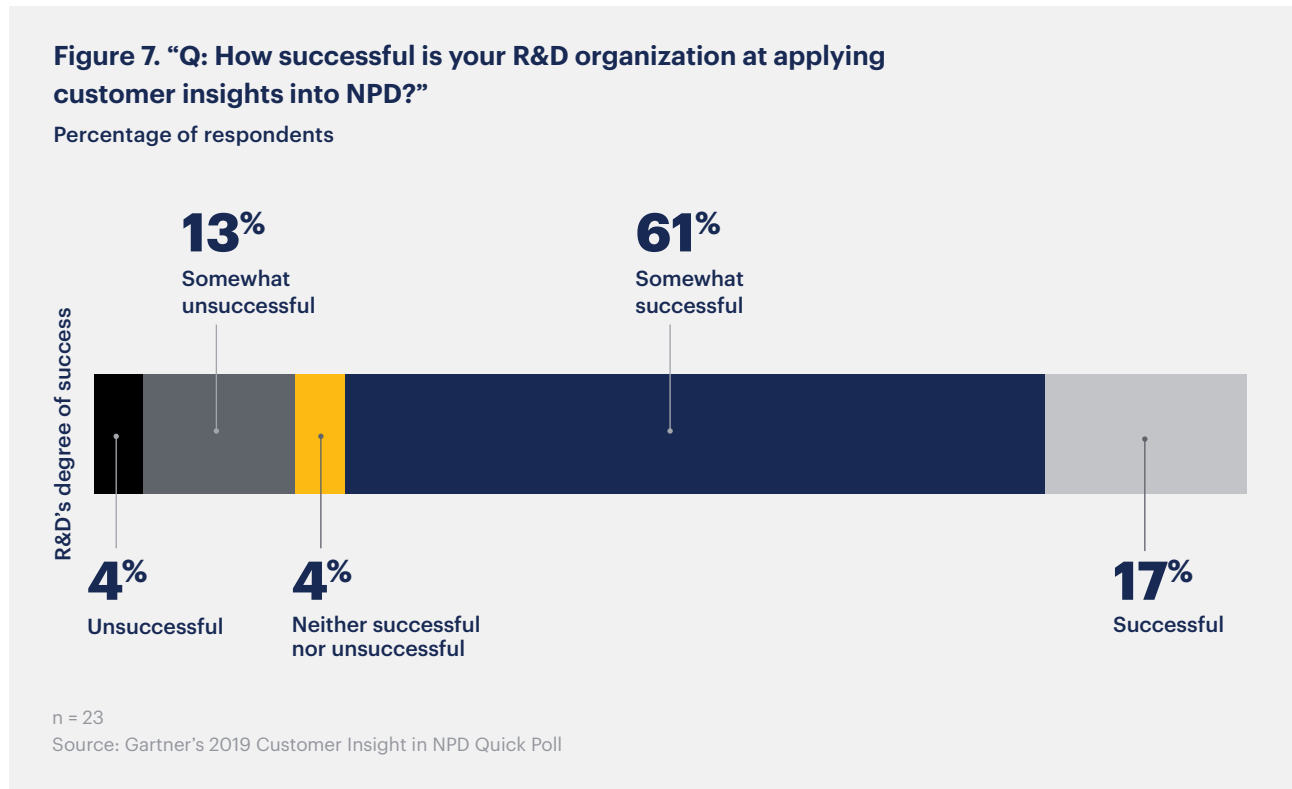 Figure 7. “Q: How successful is your R&D organization at applying
customer insights into NPD?”
Percentage of respondents
13%
Somewhat
unsuccessful
61%
Somewhat
successful
R&D’s degree of success
4%
Unsuccessful
4%
Neither successful
nor unsuccessful
17%
Successful
n = 23
Source: Gartner’s 2019 Customer Insight in NPD Quick Poll